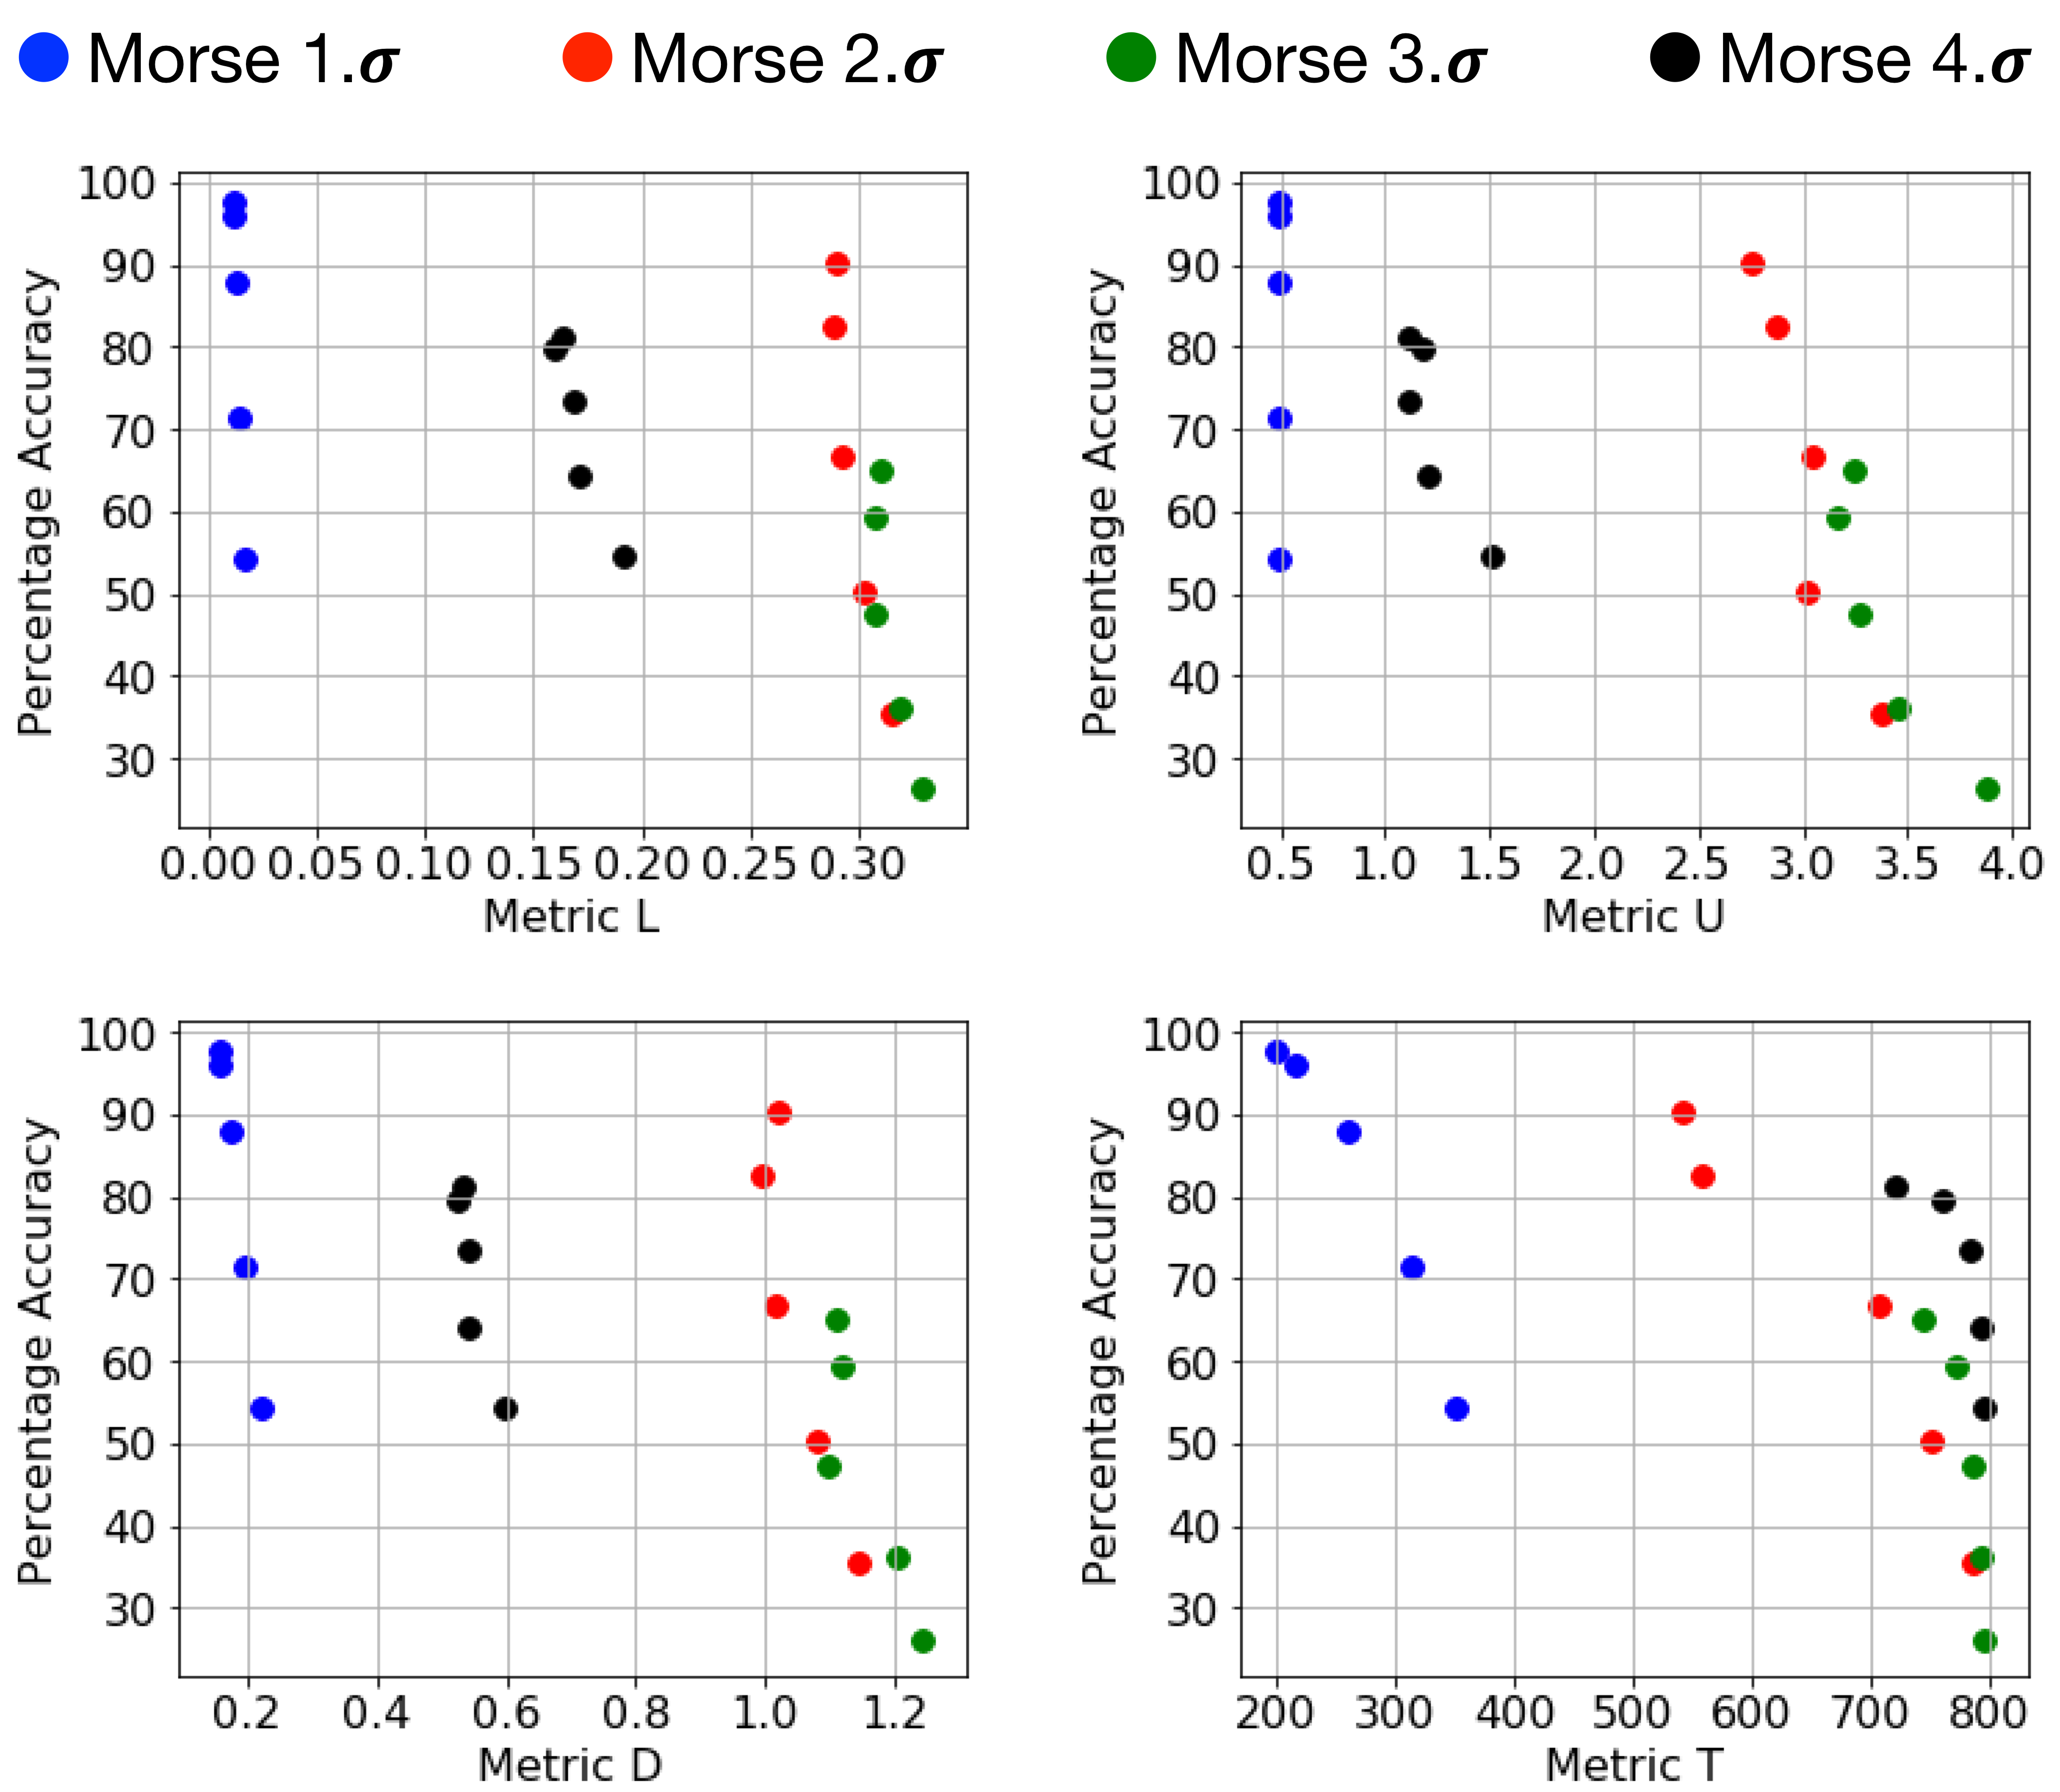 Morse 1.σ Morse 2.σ Morse 3.σ Morse 4.σ
100
90
80
70
60
50
40
30
Percentage Accuracy
0.00 0.05 0.10 0.15 0.20 0.25 0.30
Metric L
100
90
80
70
60
50
40
30
Percentage Accuracy
0.5 1.0 1.5 2.0 2.5 3.0 3.5 4.0
Metric U
100
90
80
70
60
50
40
30
Percentage Accuracy
0.2 0.4 0.6 0.8 1.0 1.2
Metric D
100
90
80
70
60
50
40
30
Percentage Accuracy
200 300 400 500 600 700 800
Metric T